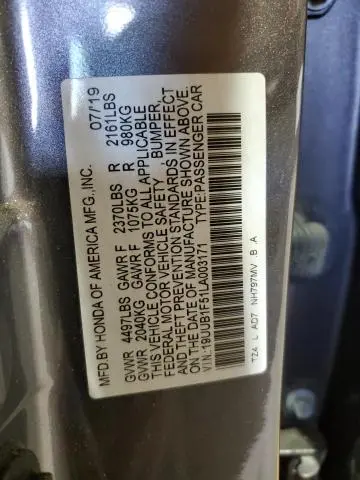 MFD BY HONDA OF AMERICA MFG., INC. 07/19
GVWR 4497LBS GAWR F 2370LBS R 2161LBS
GVWR 2040KG GAWR F 1075KG R 980KG
THIS VEHICLE CONFORMS TO ALL APPLICABLE
FEDERAL MOTOR VEHICLE SAFETY, BUMPER,
AND THEFT PREVENTION STANDARDS IN EFFECT
ON THE DATE OF MANUFACTURE SHOWN ABOVE.
VIN:19UUB1F51LA003171 TYPE:PASSENGER CAR
TZ4 L AD7 NH797MV B A